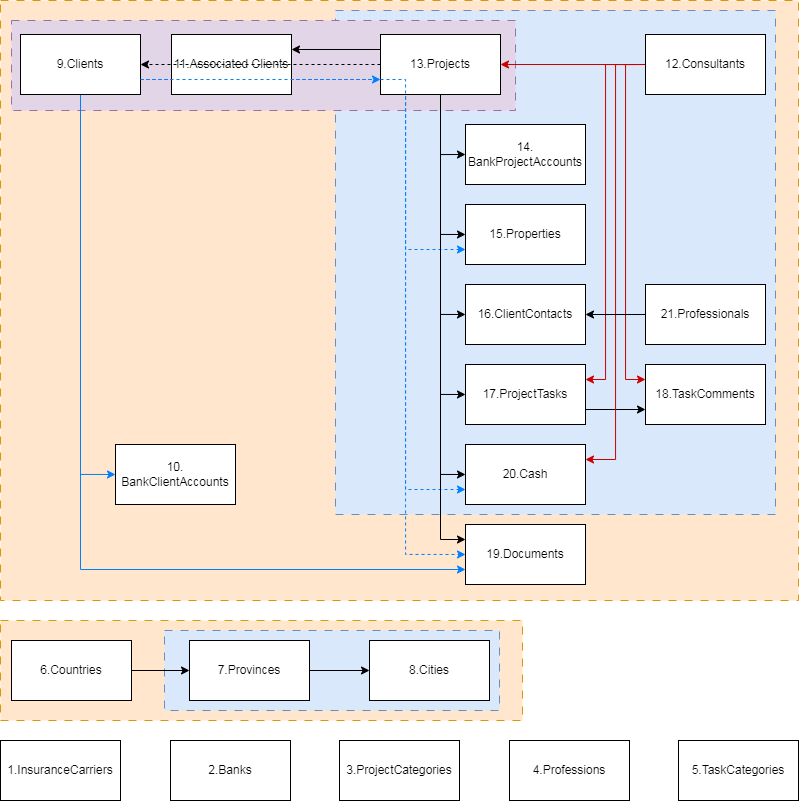 9.Clients
11.Associated Clients
13.Projects
12.Consultants
14.
BankProjectAccounts
15.Properties
16.ClientContacts
21.Professionals
17.ProjectTasks
18.TaskComments
10.
BankClientAccounts
20.Cash
19.Documents
6.Countries
7.Provinces
8.Cities
1.InsuranceCarriers
2.Banks
3.ProjectCategories
4.Professions
5.TaskCategories